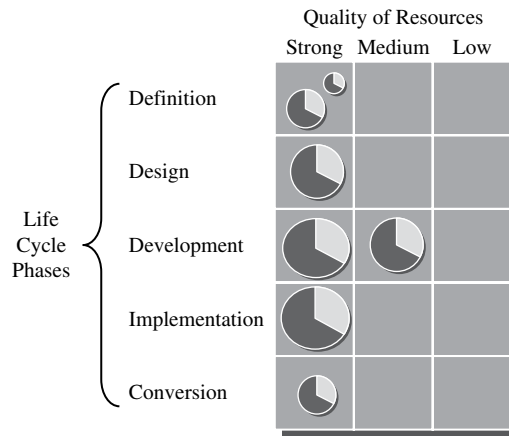 Quality of Resources
Strong Medium Low
Definition
Design
Life
Cycle
Phases
Development
Implementation
Conversion